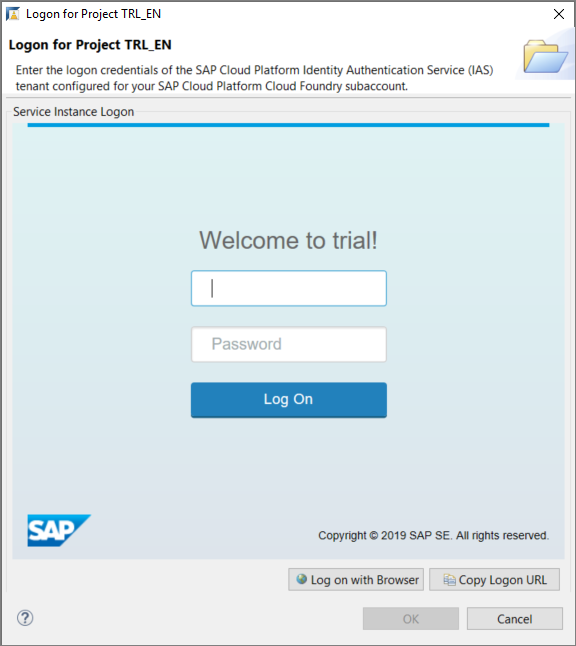 Logon for Project TRL_EN
Logon for Project TRL_EN
Enter the logon credentials of the SAP Cloud Platform Identity Authentication Service (IAS)
tenant configured for your SAP Cloud Platform Cloud Foundry subaccount.
Service Instance Logon
Welcome to trial!
Password
Log On
SAP
Copyright © 2019 SAP SE. All rights reserved.
Log on with Browser
Copy Logon URL
?
OK
Cancel